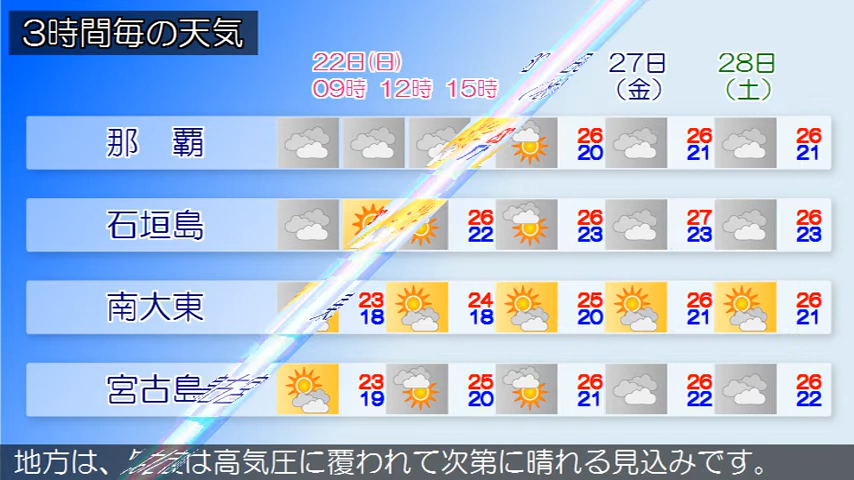 3時間毎の天気
22日(日) 27日 28日
09時 12時 15時 (金) (土)
那覇 26 20 26 21 26 21
石垣島 26 22 26 23 27 23 26 23
南大東 23 18 24 18 25 20 26 21 26 21
宮古島 23 19 25 20 26 21 26 22 26 22
地方は、は高気圧に覆われて次第に晴れる見込みです。